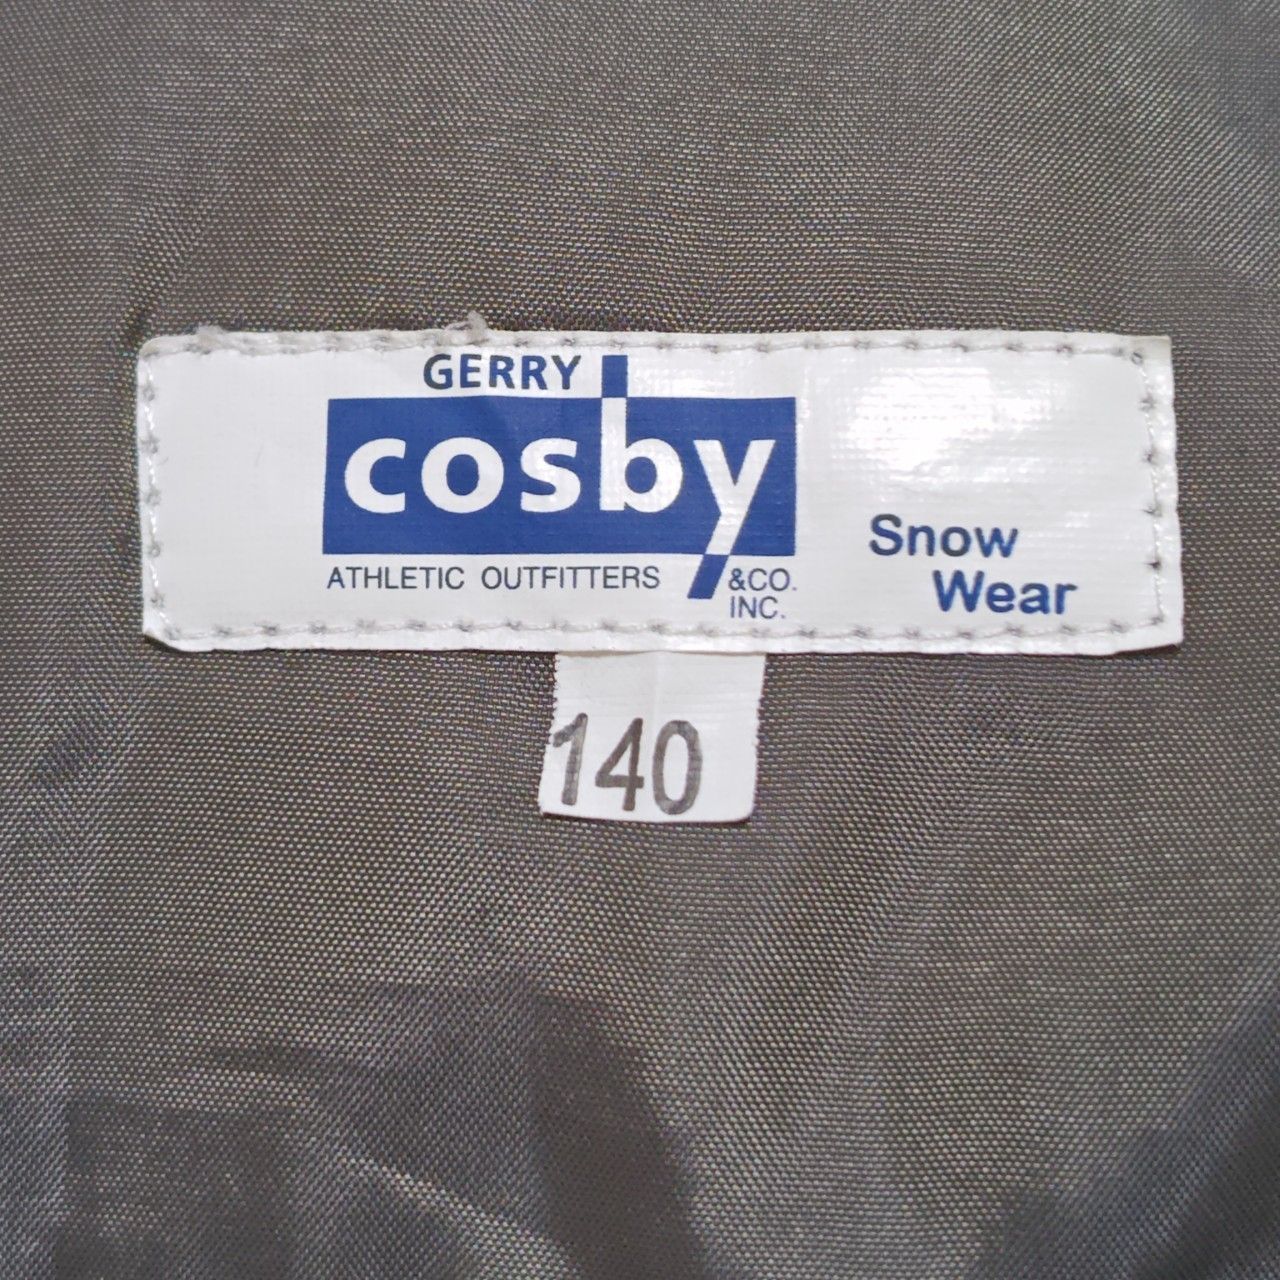 GERRY
cosby
ATHLETIC OUTFITTERS &CO.
INC.
Snow
Wear
140